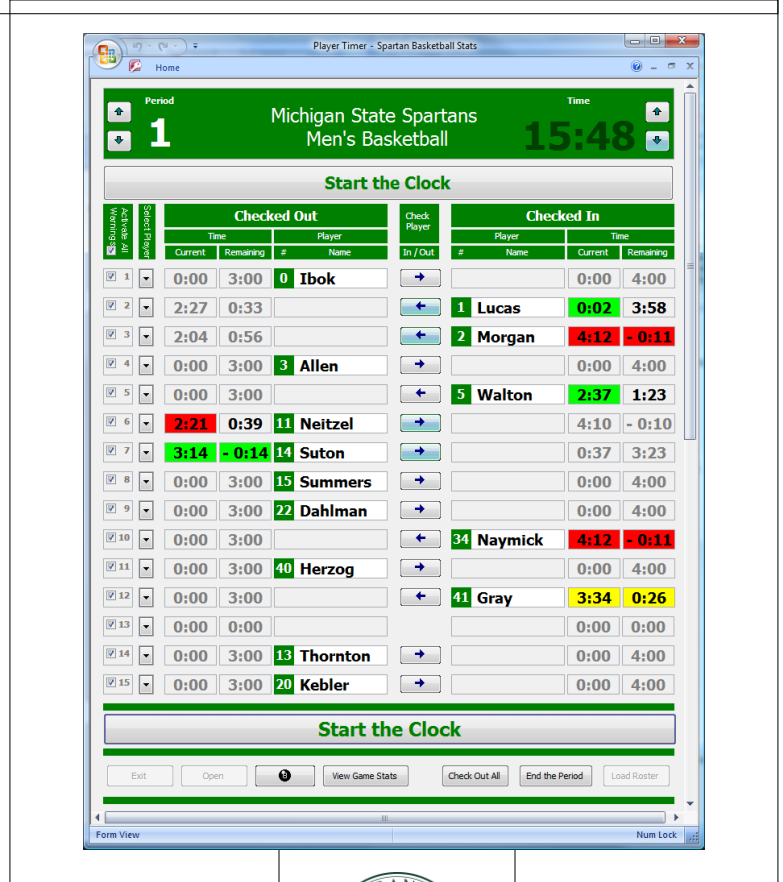 Player Timer - Spartan Basketball Stats
Home
Period
1
Michigan State Spartans
Men's Basketball
Time
15:48
Start the Clock
Activate All Warnings
Select Player
Checked Out
Check Player
Checked In
Time Player Player Time
Current Remaining # Name In / Out # Name Current Remaining
1 0:00 3:00 0 Ibok 0:00 4:00
2 2:27 0:33 1 Lucas 0:02 3:58
3 2:04 0:56 2 Morgan 4:12 - 0:11
4 0:00 3:00 3 Allen 0:00 4:00
5 0:00 3:00 5 Walton 2:37 1:23
6 2:21 0:39 11 Neitzel 4:10 - 0:10
7 3:14 - 0:14 14 Suton 0:37 3:23
8 0:00 3:00 15 Summers 0:00 4:00
9 0:00 3:00 22 Dahlman 0:00 4:00
10 0:00 3:00 34 Naymick 4:12 - 0:11
11 0:00 3:00 40 Herzog 0:00 4:00
12 0:00 3:00 41 Gray 3:34 0:26
13 0:00 0:00 0:00 0:00
14 0:00 3:00 13 Thornton 0:00 4:00
15 0:00 3:00 20 Kebler 0:00 4:00
Start the Clock
Exit Open View Game Stats Check Out All End the Period Load Roster
Form View Num Lock